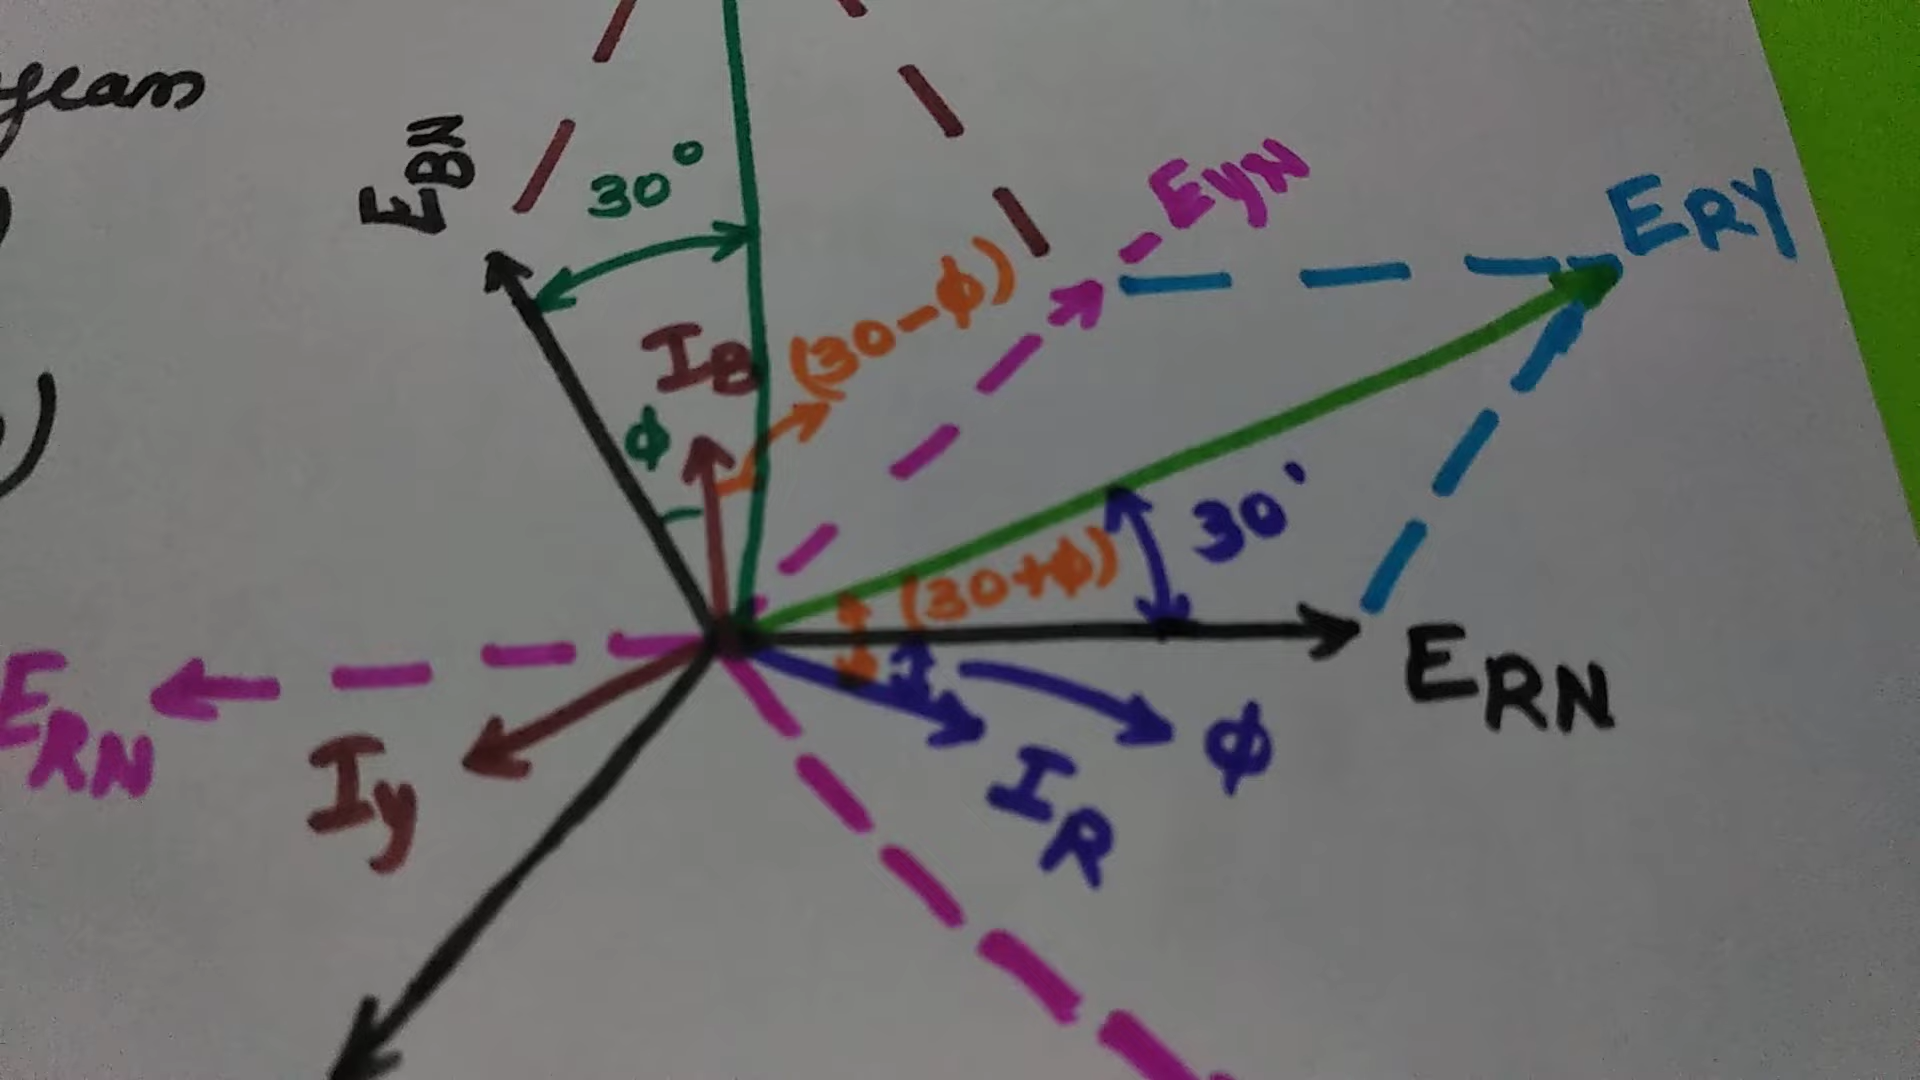 E_BN
30°
E_YN
E_RY
(30-ϕ)
I_B
ϕ
30'
(30+ϕ)
E_RN
E_RN
I_y
ϕ
I_R